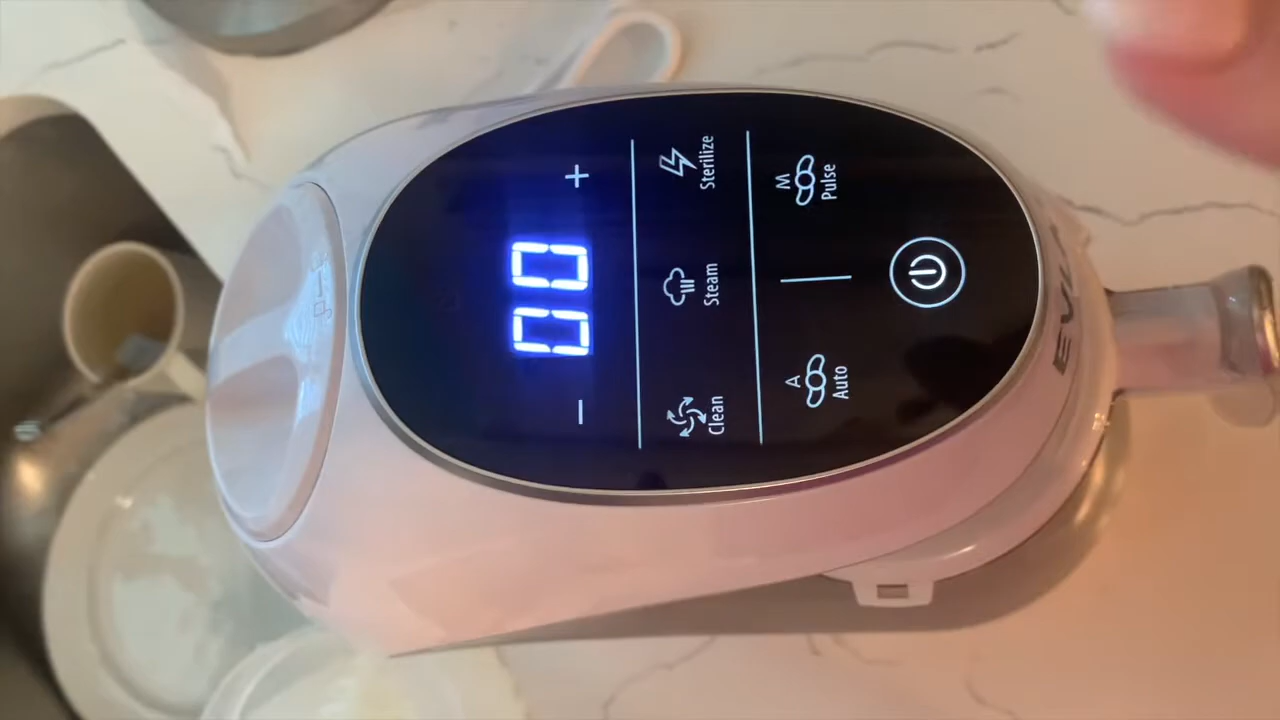 − 00 +
Clean Steam Sterilize
A M
Auto Pulse